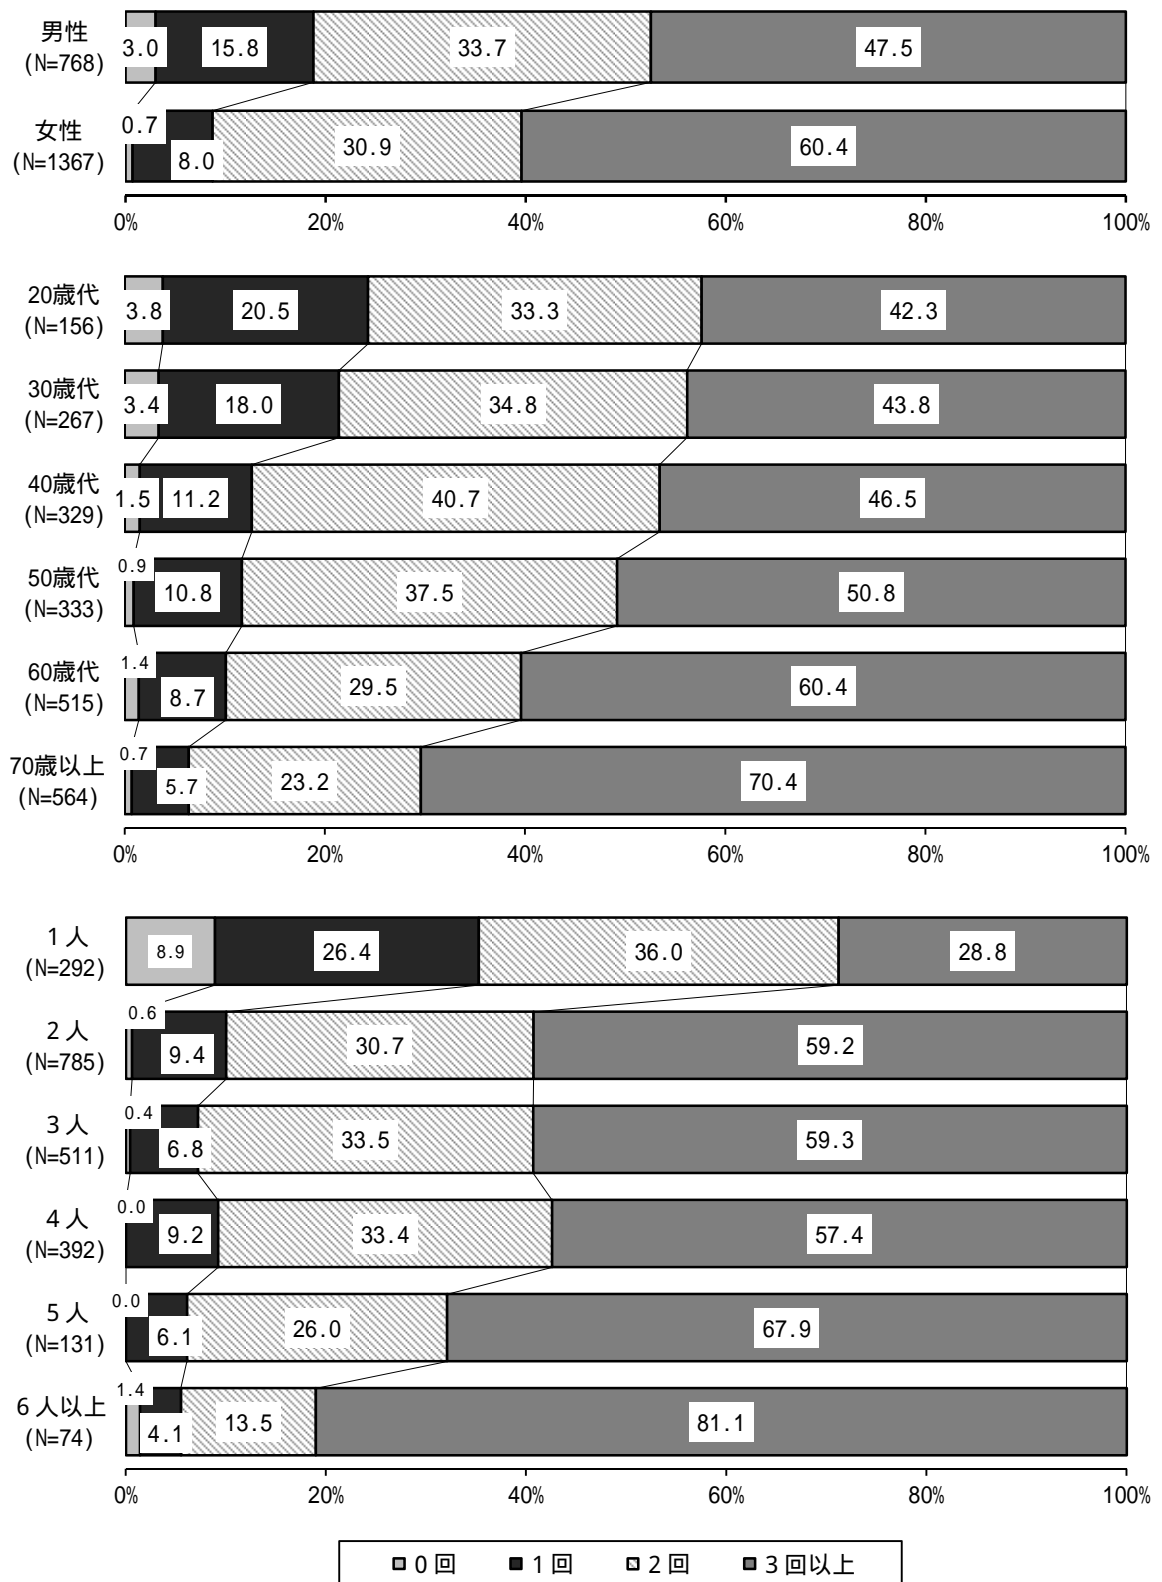 男性
(N=768)
3.0 15.8 33.7 47.5
女性
(N=1367)
0.7 8.0 30.9 60.4
0% 20% 40% 60% 80% 100%
20歳代
(N=156)
3.8 20.5 33.3 42.3
30歳代
(N=267)
3.4 18.0 34.8 43.8
40歳代
(N=329)
1.5 11.2 40.7 46.5
50歳代
(N=333)
0.9 10.8 37.5 50.8
60歳代
(N=515)
1.4 8.7 29.5 60.4
70歳以上
(N=564)
0.7 5.7 23.2 70.4
0% 20% 40% 60% 80% 100%
1人
(N=292)
8.9 26.4 36.0 28.8
2人
(N=785)
0.6 9.4 30.7 59.2
3人
(N=511)
0.4 6.8 33.5 59.3
4人
(N=392)
0.0 9.2 33.4 57.4
5人
(N=131)
0.0 6.1 26.0 67.9
6人以上
(N=74)
1.4 4.1 13.5 81.1
0% 20% 40% 60% 80% 100%
0回 1回 2回 3回以上